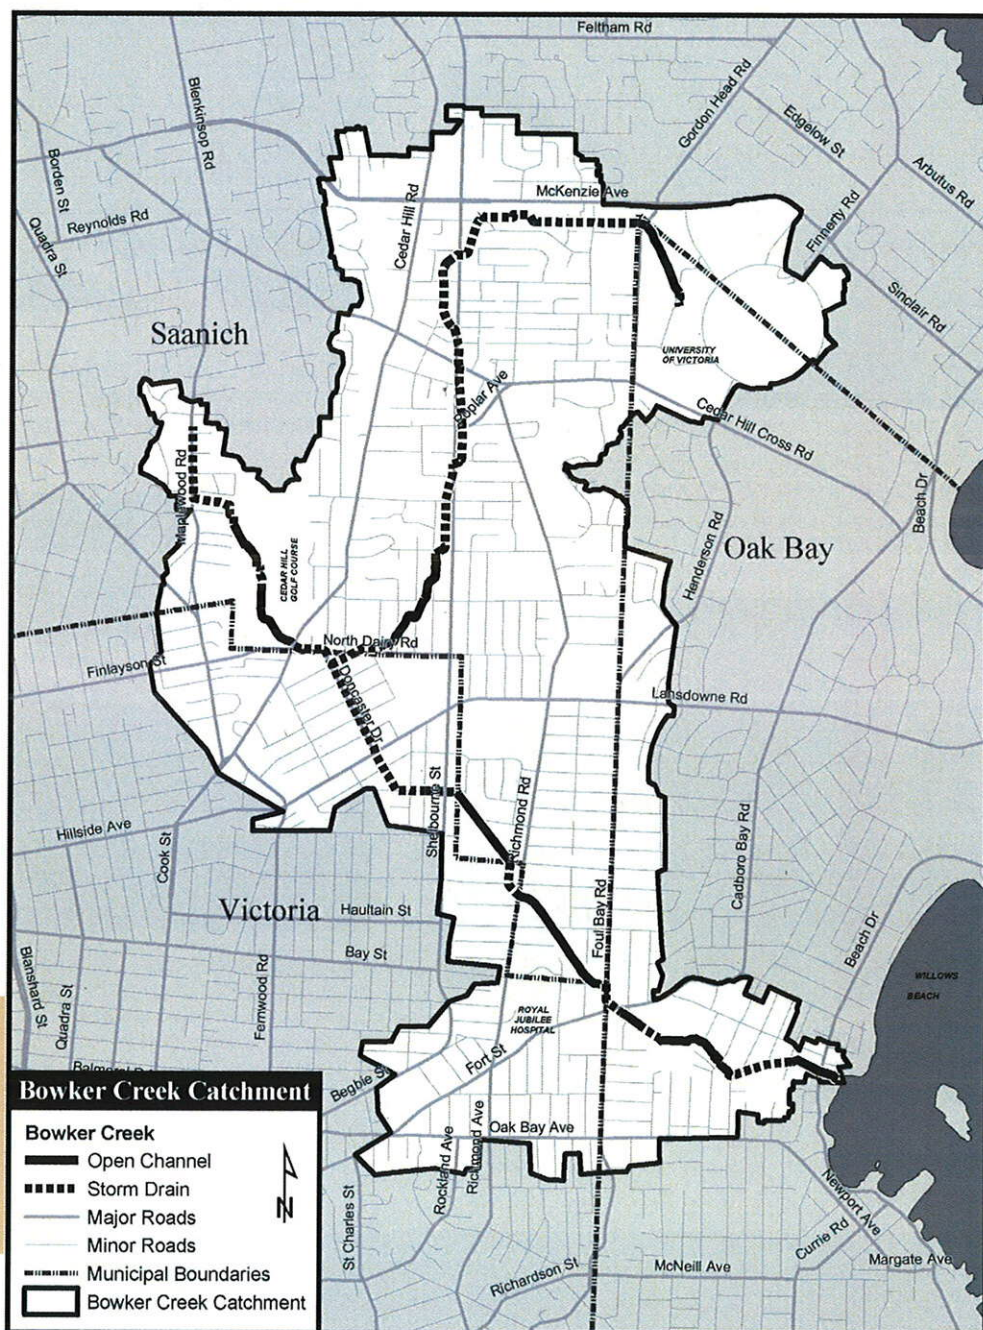 Feltham Rd
Gordon Head Rd
Edgelow St
Arbutus Rd
Blenkinsop Rd
Borden St
Reynolds Rd
Quadra St
Cedar Hill Rd
McKenzie Ave
Finnerty Rd
Sinclair Rd
Saanich
UNIVERSITY
OF VICTORIA
Poplar Ave
Cedar Hill Cross Rd
Maplewood Rd
Beach Dr
Henderson Rd
Oak Bay
CEDAR HILL
GOLF COURSE
North Dairy Rd
Finlayson St
Doncaster Dr
Lansdowne Rd
Shelbourne St
Richmond Rd
Hillside Ave
Cook St
Cadboro Bay Rd
Victoria
Haultain St
Foul Bay Rd
Bay St
Beach Dr
Blanshard St
Quadra St
Fernwood Rd
WILLOWS
BEACH
ROYAL
JUBILEE
HOSPITAL
Begbie St
Fort St
Oak Bay Ave
Rockland Ave
Richmond Ave
St Charles St
Newport Ave
Currie Rd
Margate Ave
McNeill Ave
Richardson St
Bowker Creek Catchment
Bowker Creek
Open Channel
Storm Drain
Major Roads
Minor Roads
Municipal Boundaries
Bowker Creek Catchment
N